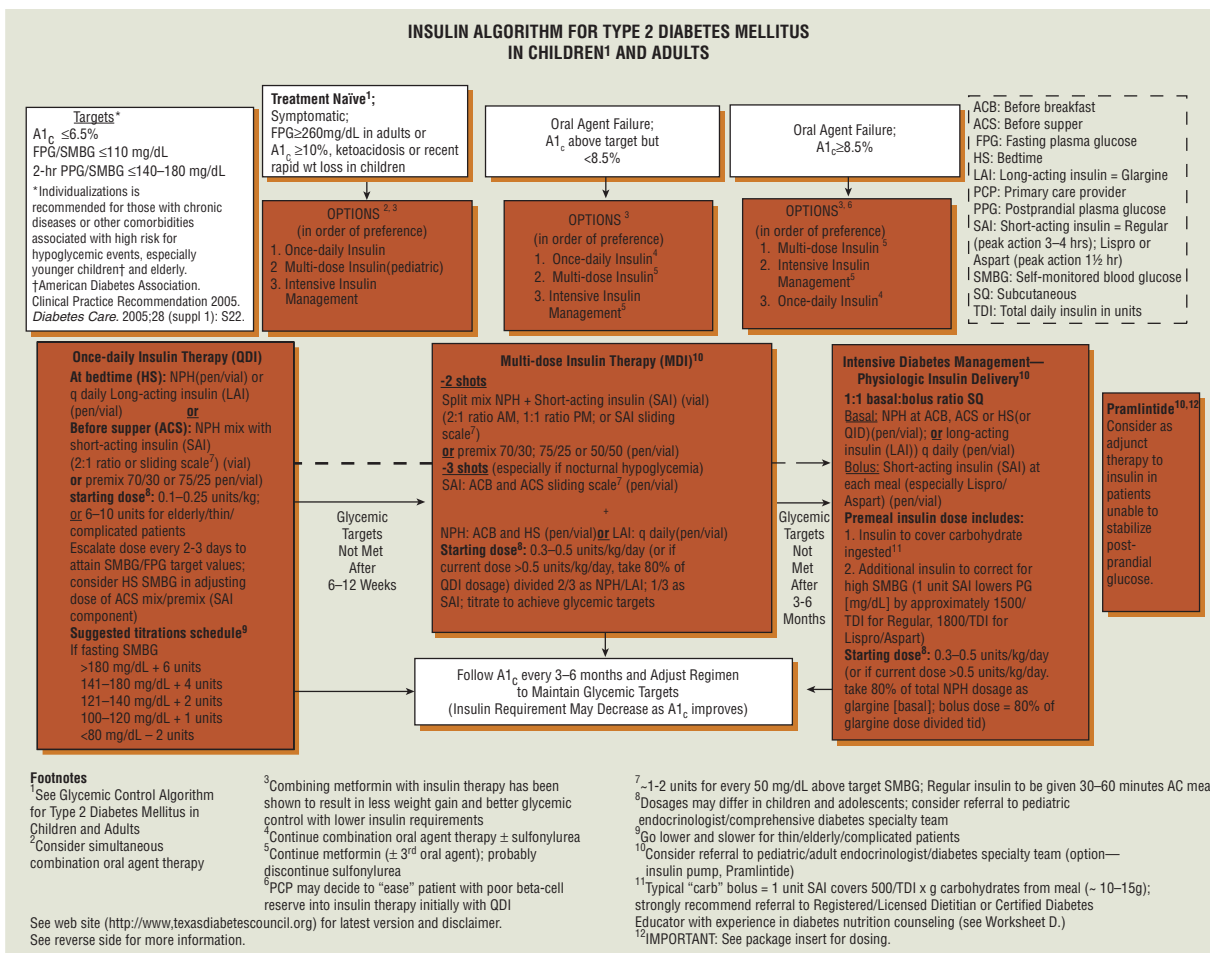 INSULIN ALGORITHM FOR TYPE 2 DIABETES MELLITUS
IN CHILDREN¹ AND ADULTS
Targets*
A1c ≤6.5%
FPG/SMBG ≤110 mg/dL
2-hr PPG/SMBG ≤140–180 mg/dL
*Individualizations is
recommended for those with chronic
diseases or other comorbidities
associated with high risk for
hypoglycemic events, especially
younger children† and elderly.
†American Diabetes Association.
Clinical Practice Recommendation 2005.
Diabetes Care. 2005;28 (suppl 1): S22.
Treatment Naïve¹;
Symptomatic;
FPG≥260mg/dL in adults or
A1c ≥10%, ketoacidosis or recent
rapid wt loss in children
Oral Agent Failure;
A1c above target but
<8.5%
Oral Agent Failure;
A1c≥8.5%
ACB: Before breakfast
ACS: Before supper
FPG: Fasting plasma glucose
HS: Bedtime
LAI: Long-acting insulin = Glargine
PCP: Primary care provider
PPG: Postprandial plasma glucose
SAI: Short-acting insulin = Regular
(peak action 3–4 hrs); Lispro or
Aspart (peak action 1½ hr)
SMBG: Self-monitored blood glucose
SQ: Subcutaneous
TDI: Total daily insulin in units
OPTIONS ²,³
(in order of preference)
1. Once-daily Insulin
2 Multi-dose Insulin(pediatric)
3. Intensive Insulin
Management
OPTIONS ³
(in order of preference)
1. Once-daily Insulin⁴
2. Multi-dose Insulin⁵
3. Intensive Insulin
Management⁵
OPTIONS³,⁶
(in order of preference)
1. Multi-dose Insulin ⁵
2. Intensive Insulin
Management⁵
3. Once-daily Insulin⁴
Once-daily Insulin Therapy (QDI)
At bedtime (HS): NPH(pen/vial) or
q daily Long-acting insulin (LAI)
(pen/vial) or
Before supper (ACS): NPH mix with
short-acting insulin (SAI)
(2:1 ratio or sliding scale⁷) (vial)
or premix 70/30 or 75/25 pen/vial)
starting dose⁸: 0.1–0.25 units/kg;
or 6–10 units for elderly/thin/
complicated patients
Escalate dose every 2-3 days to
attain SMBG/FPG target values;
consider HS SMBG in adjusting
dose of ACS mix/premix (SAI
component)
Suggested titrations schedule⁹
If fasting SMBG
>180 mg/dL + 6 units
141–180 mg/dL + 4 units
121–140 mg/dL + 2 units
100–120 mg/dL + 1 units
<80 mg/dL – 2 units
Glycemic
Targets
Not Met
After
6–12 Weeks
Multi-dose Insulin Therapy (MDI)¹⁰
-2 shots
Split mix NPH + Short-acting Insulin (SAI) (vial)
(2:1 ratio AM, 1:1 ratio PM; or SAI sliding
scale⁷)
or premix 70/30; 75/25 or 50/50 (pen/vial)
-3 shots (especially if nocturnal hypoglycemia)
SAI: ACB and ACS sliding scale⁷ (pen/vial)
+
NPH: ACB and HS (pen/vial)or LAI: q daily(pen/vial)
Starting dose⁸: 0.3–0.5 units/kg/day (or if
current dose >0.5 units/kg/day, take 80% of
QDI dosage) divided 2/3 as NPH/LAI; 1/3 as
SAI; titrate to achieve glycemic targets
Glycemic
Targets
Not
Met
After
3-6
Months
Intensive Diabetes Management—
Physiologic Insulin Delivery¹⁰
1:1 basal:bolus ratio SQ
Basal: NPH at ACB, ACS or HS(or
QID)(pen/vial); or long-acting
insulin (LAI)) q daily (pen/vial)
Bolus: Short-acting insulin (SAI) at
each meal (especially Lispro/
Aspart) (pen/vial)
Premeal insulin dose includes:
1. Insulin to cover carbohydrate
ingested¹¹
2. Additional insulin to correct for
high SMBG (1 unit SAI lowers PG
[mg/dL] by approximately 1500/
TDI for Regular, 1800/TDI for
Lispro/Aspart)
Starting dose⁸: 0.3–0.5 units/kg/day
(or if current dose >0.5 units/kg/day.
take 80% of total NPH dosage as
glargine [basal]; bolus dose = 80% of
glargine dose divided tid)
Pramlintide¹⁰,¹²
Consider as
adjunct
therapy to
insulin in
patients
unable to
stabilize
post-
prandial
glucose.
Follow A1c every 3–6 months and Adjust Regimen
to Maintain Glycemic Targets
(Insulin Requirement May Decrease as A1c improves)
Footnotes
¹See Glycemic Control Algorithm
for Type 2 Diabetes Mellitus in
Children and Adults
²Consider simultaneous
combination oral agent therapy
³Combining metformin with insulin therapy has been
shown to result in less weight gain and better glycemic
control with lower insulin requirements
⁴Continue combination oral agent therapy ± sulfonylurea
⁵Continue metformin (± 3rd oral agent); probably
discontinue sulfonylurea
⁶PCP may decide to “ease” patient with poor beta-cell
reserve into insulin therapy initially with QDI
⁷~1-2 units for every 50 mg/dL above target SMBG; Regular insulin to be given 30–60 minutes AC mea
⁸Dosages may differ in children and adolescents; consider referral to pediatric
endocrinologist/comprehensive diabetes specialty team
⁹Go lower and slower for thin/elderly/complicated patients
¹⁰Consider referral to pediatric/adult endocrinologist/diabetes specialty team (option—
insulin pump, Pramlintide)
¹¹Typical “carb” bolus = 1 unit SAI covers 500/TDI x g carbohydrates from meal (~ 10–15g);
strongly recommend referral to Registered/Licensed Dietitian or Certified Diabetes
Educator with experience in diabetes nutrition counseling (see Worksheet D.)
¹²IMPORTANT: See package insert for dosing.
See web site (http://www,texasdiabetescouncil.org) for latest version and disclaimer.
See reverse side for more information.